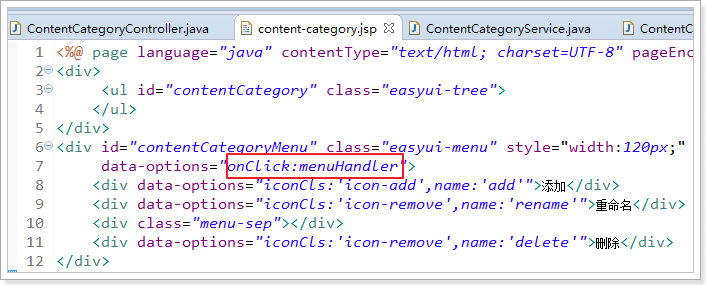 ContentCategoryController.java content-category.jsp ContentCategoryService.java ContentC
1 <%@ page language="java" contentType="text/html; charset=UTF-8" pageEnc
2 <div>
3 <ul id="contentCategory" class="easyui-tree">
4 </ul>
5 </div>
6 <div id="contentCategoryMenu" class="easyui-menu" style="width:120px;"
7 data-options="onClick:menuHandler">
8 <div data-options="iconCls:'icon-add',name:'add'">添加</div>
9 <div data-options="iconCls:'icon-remove',name:'rename'">重命名</div>
10 <div class="menu-sep"></div>
11 <div data-options="iconCls:'icon-remove',name:'delete'">删除</div>
12 </div>